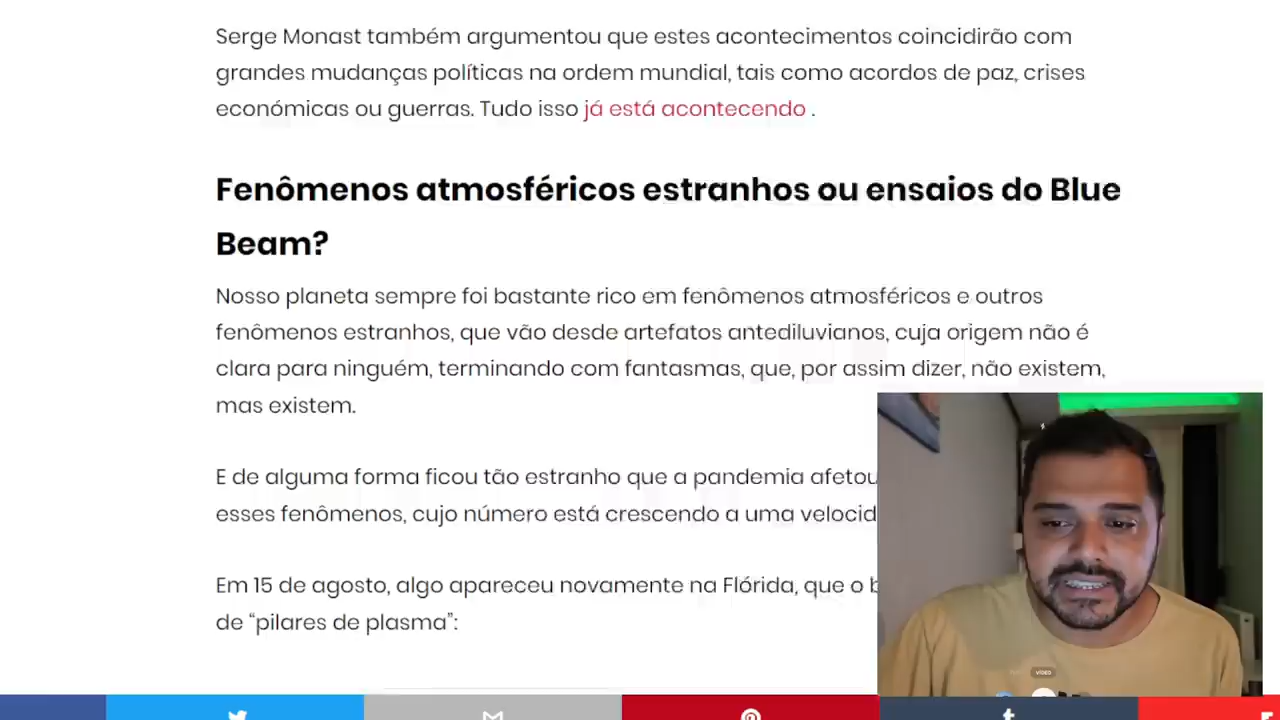 Serge Monast também argumentou que estes acontecimentos coincidirão com
grandes mudanças políticas na ordem mundial, tais como acordos de paz, crises
económicas ou guerras. Tudo isso já está acontecendo .
Fenômenos atmosféricos estranhos ou ensaios do Blue
Beam?
Nosso planeta sempre foi bastante rico em fenômenos atmosféricos e outros
fenômenos estranhos, que vão desde artefatos antediluvianos, cuja origem não é
clara para ninguém, terminando com fantasmas, que, por assim dizer, não existem,
mas existem.
E de alguma forma ficou tão estranho que a pandemia afetou
esses fenômenos, cujo número está crescendo a uma
Em 15 de agosto, algo apareceu novamente na Flórida, que o
de “pilares de plasma”:
VÍDEO